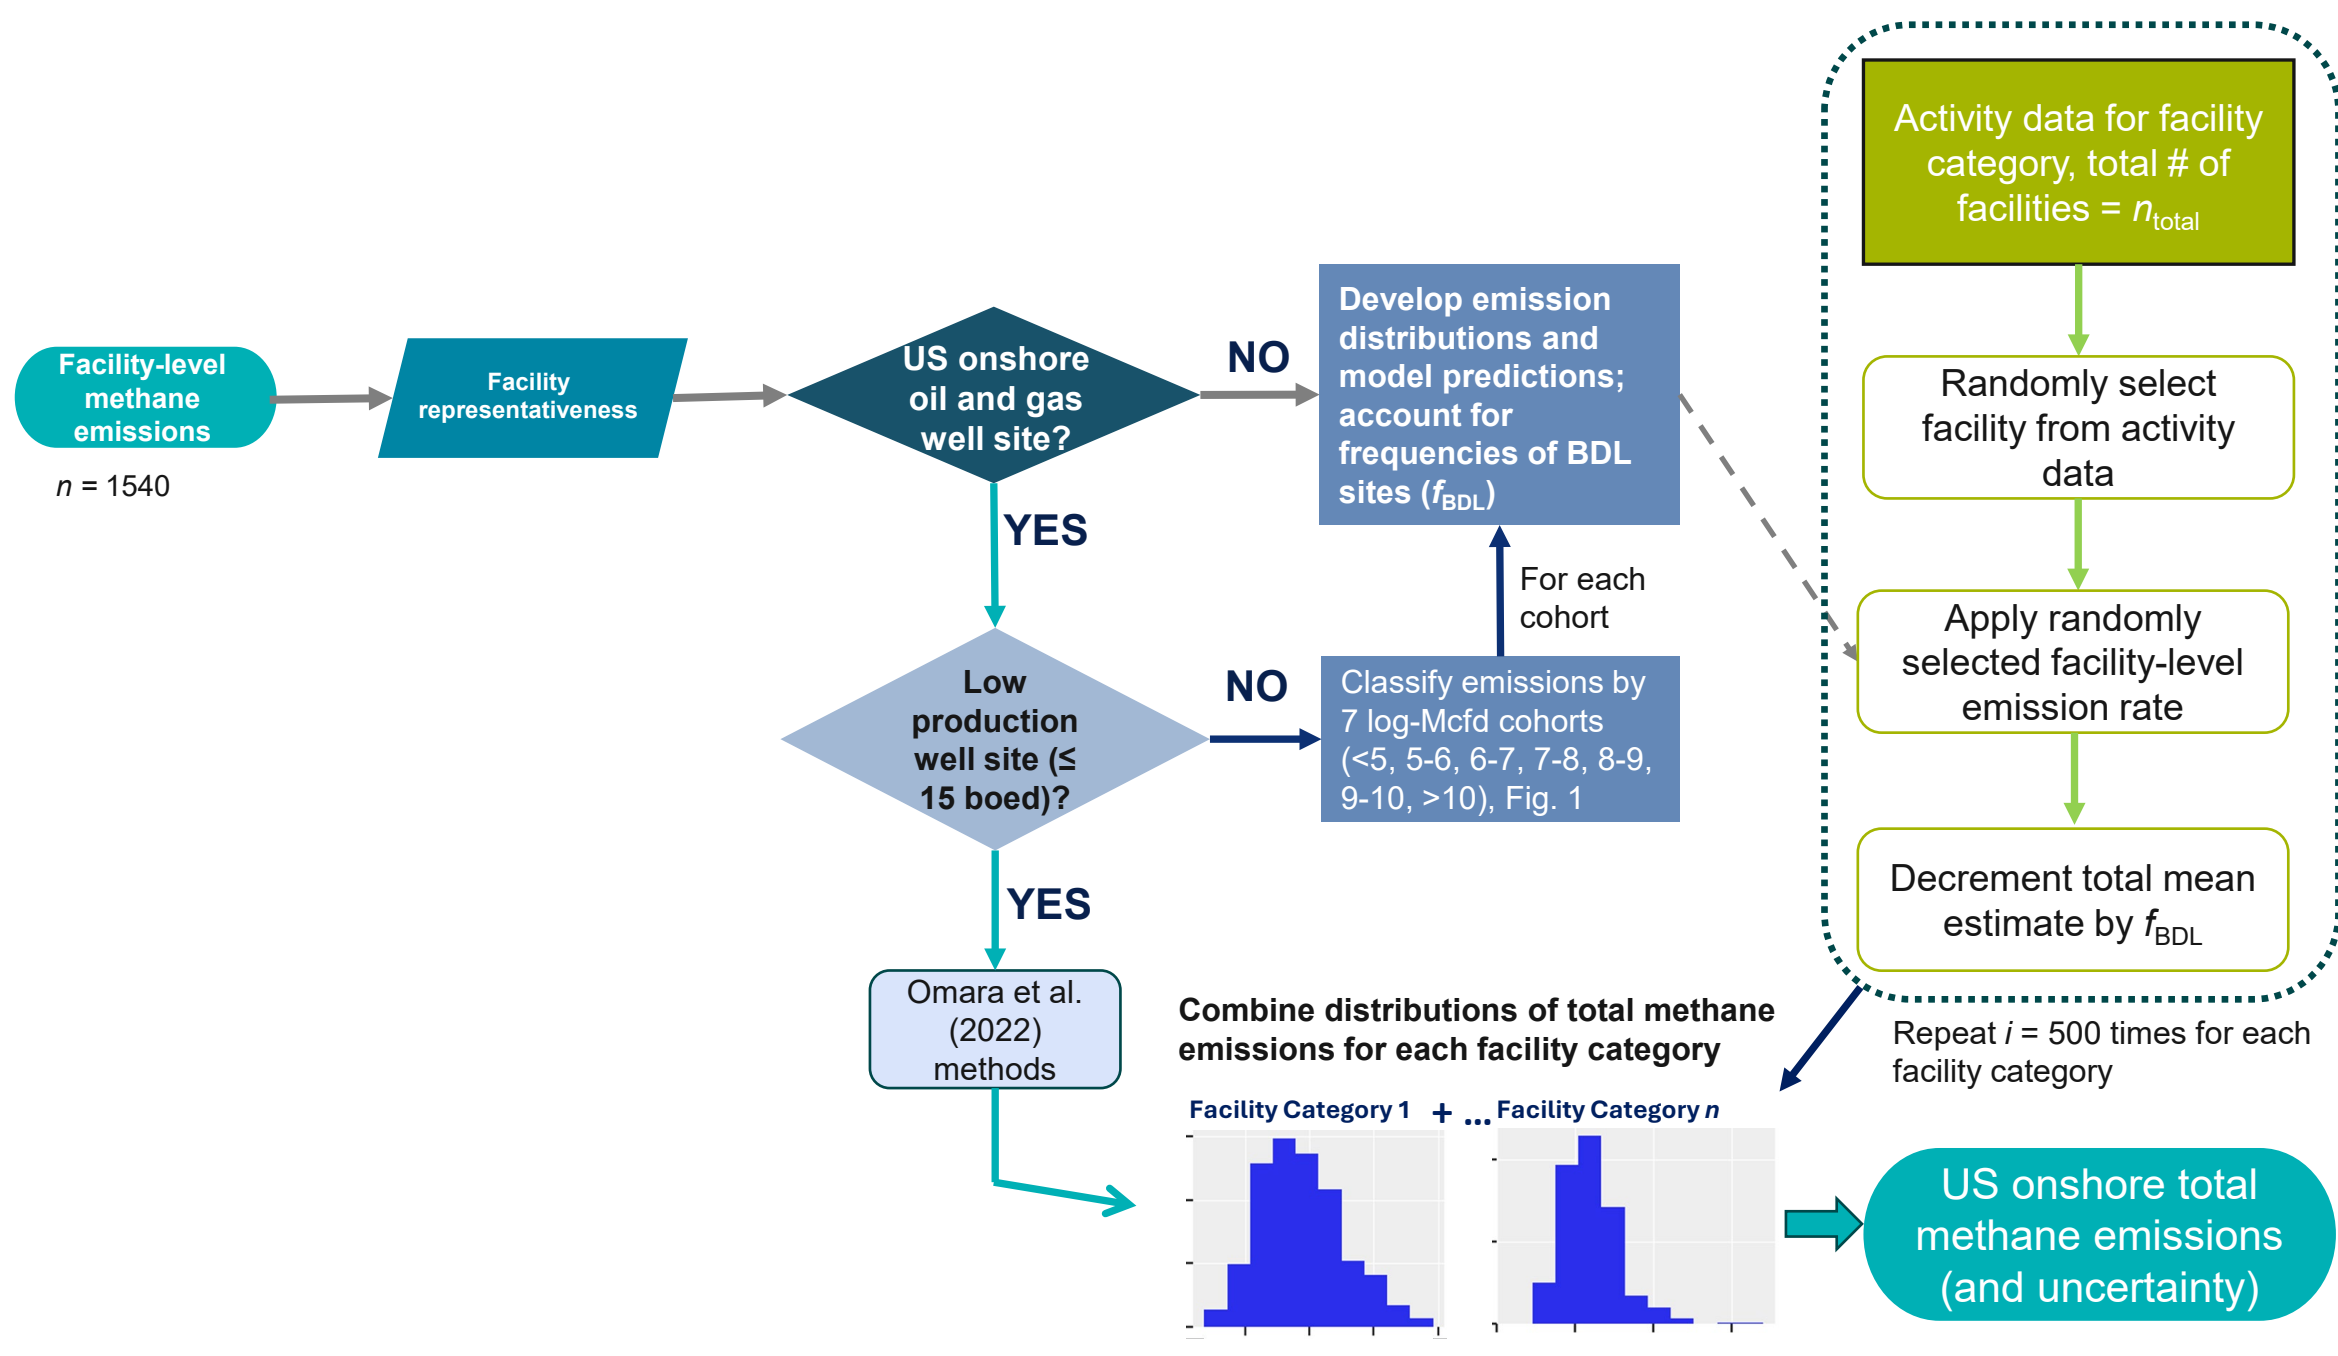 Facility-level
methane
emissions
n = 1540
Facility
representativeness
US onshore
oil and gas
well site?
NO
YES
Develop emission
distributions and
model predictions;
account for
frequencies of BDL
sites (fBDL)
For each
cohort
Low
production
well site (≤
15 boed)?
NO
YES
Classify emissions by
7 log-Mcfd cohorts
(<5, 5-6, 6-7, 7-8, 8-9,
9-10, >10), Fig. 1
Omara et al.
(2022)
methods
Activity data for facility
category, total # of
facilities = ntotal
Randomly select
facility from activity
data
Apply randomly
selected facility-level
emission rate
Decrement total mean
estimate by fBDL
Repeat i = 500 times for each
facility category
Combine distributions of total methane
emissions for each facility category
Facility Category 1 + ... Facility Category n
US onshore total
methane emissions
(and uncertainty)